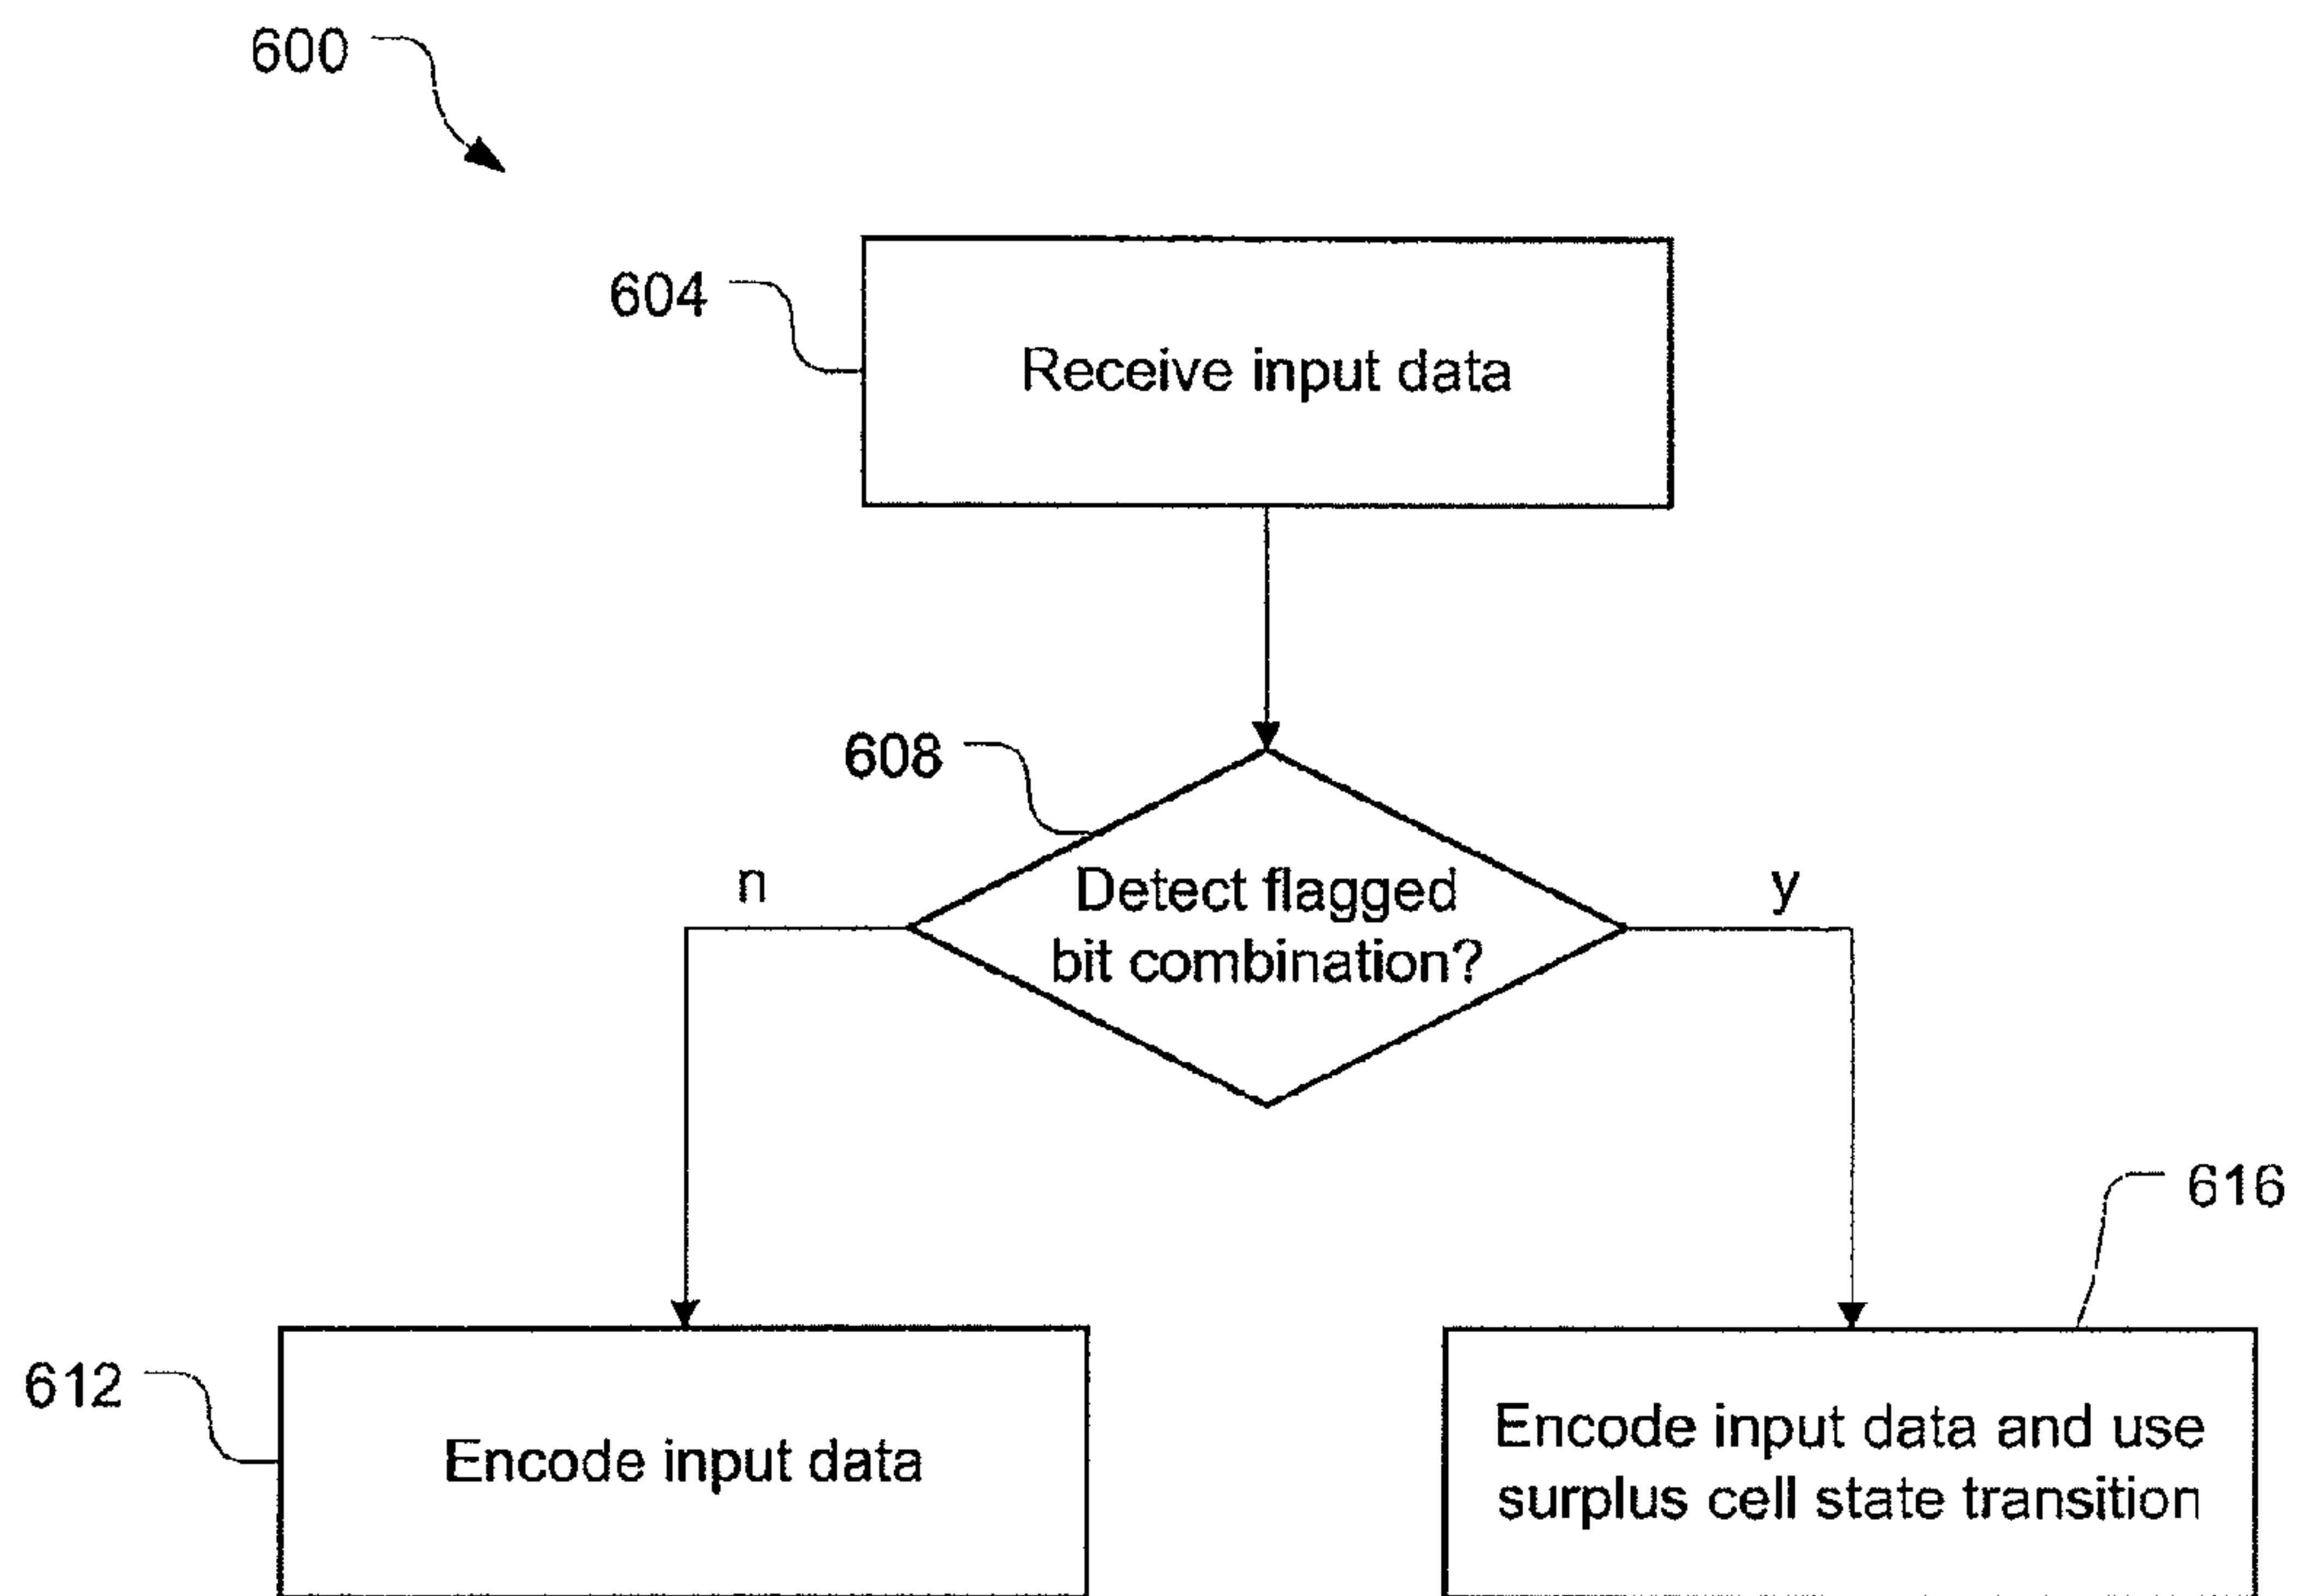 600
604
Receive input data
608
n
Detect flagged
bit combination?
y
616
612
Encode input data
Encode input data and use
surplus cell state transition